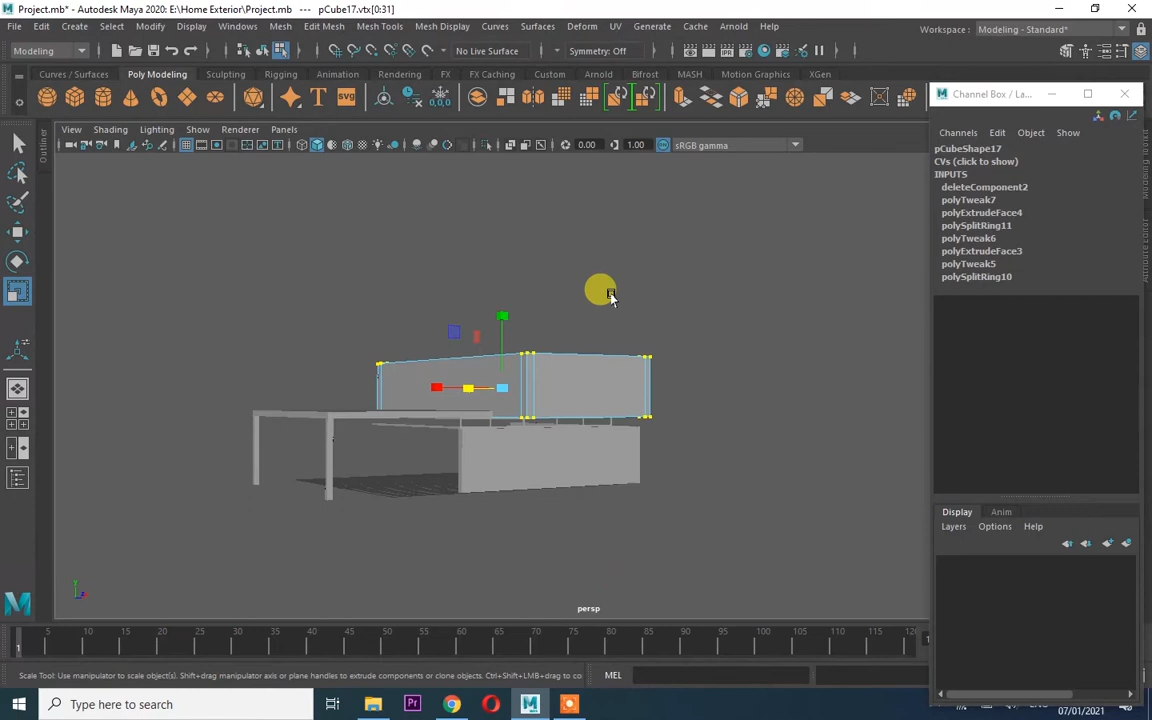 Project.mb* - Autodesk Maya 2020: E:\Home Exterior\Project.mb --- pCube17.vtx[0:31]
File Edit Create Select Modify Display Windows Mesh Edit Mesh Mesh Tools Mesh Display Curves Surfaces Deform UV Generate Cache Arnold Help
Workspace: Modeling - Standard*
Modeling No Live Surface Symmetry: Off
Curves / Surfaces Poly Modeling Sculpting Rigging Animation Rendering FX FX Caching Custom Arnold Bifrost MASH Motion Graphics XGen
svg 0,0,0
Channel Box / La...
View Shading Lighting Show Renderer Panels
0.00 1.00 sRGB gamma
Outliner
Channels Edit Object Show
pCubeShape17
CVs (click to show)
INPUTS
deleteComponent2
polyTweak7
polyExtrudeFace4
polySplitRing11
polyTweak6
polyExtrudeFace3
polyTweak5
polySplitRing10
Display Anim
Layers Options Help
persp
5 10 15 20 25 30 35 40 45 50 55 60 65 70 75 80 85 90 95 100 105 110 115 120
1
Scale Tool: Use manipulator to scale object(s). Shift+drag manipulator axis or plane handles to extrude components or clone objects. Ctrl+Shift+LMB+drag to co
MEL
Type here to search
Pr
07/01/2021